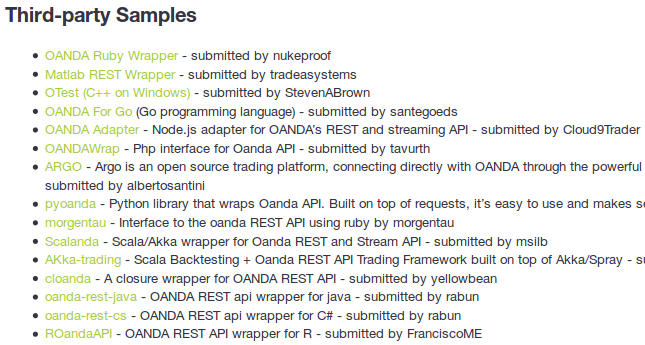 Third-party Samples
OANDA Ruby Wrapper - submitted by nukeproof
Matlab REST Wrapper - submitted by tradeasystems
OTest (C++ on Windows) - submitted by StevenABrown
OANDA For Go (Go programming language) - submitted by santegoeds
OANDA Adapter - Node.js adapter for OANDA's REST and streaming API - submitted by Cloud9Trader
OANDAWrap - Php interface for Oanda API - submitted by tavurth
ARGO - Argo is an open source trading platform, connecting directly with OANDA through the powerful
submitted by albertosantini
pyoanda - Python library that wraps Oanda API. Built on top of requests, it's easy to use and makes
morgentau - Interface to the oanda REST API using ruby by morgentau
Scalanda - Scala/Akka wrapper for Oanda REST and Stream API - submitted by msilb
AKka-trading - Scala Backtesting + Oanda REST API Trading Framework built on top of Akka/Spray -
cloanda - A closure wrapper for OANDA REST API - submitted by yellowbean
oanda-rest-java - OANDA REST api wrapper for java - submitted by rabun
oanda-rest-cs - OANDA REST api wrapper for C# - submitted by rabun
ROandaAPI - OANDA REST API wrapper for R - submitted by FranciscoME